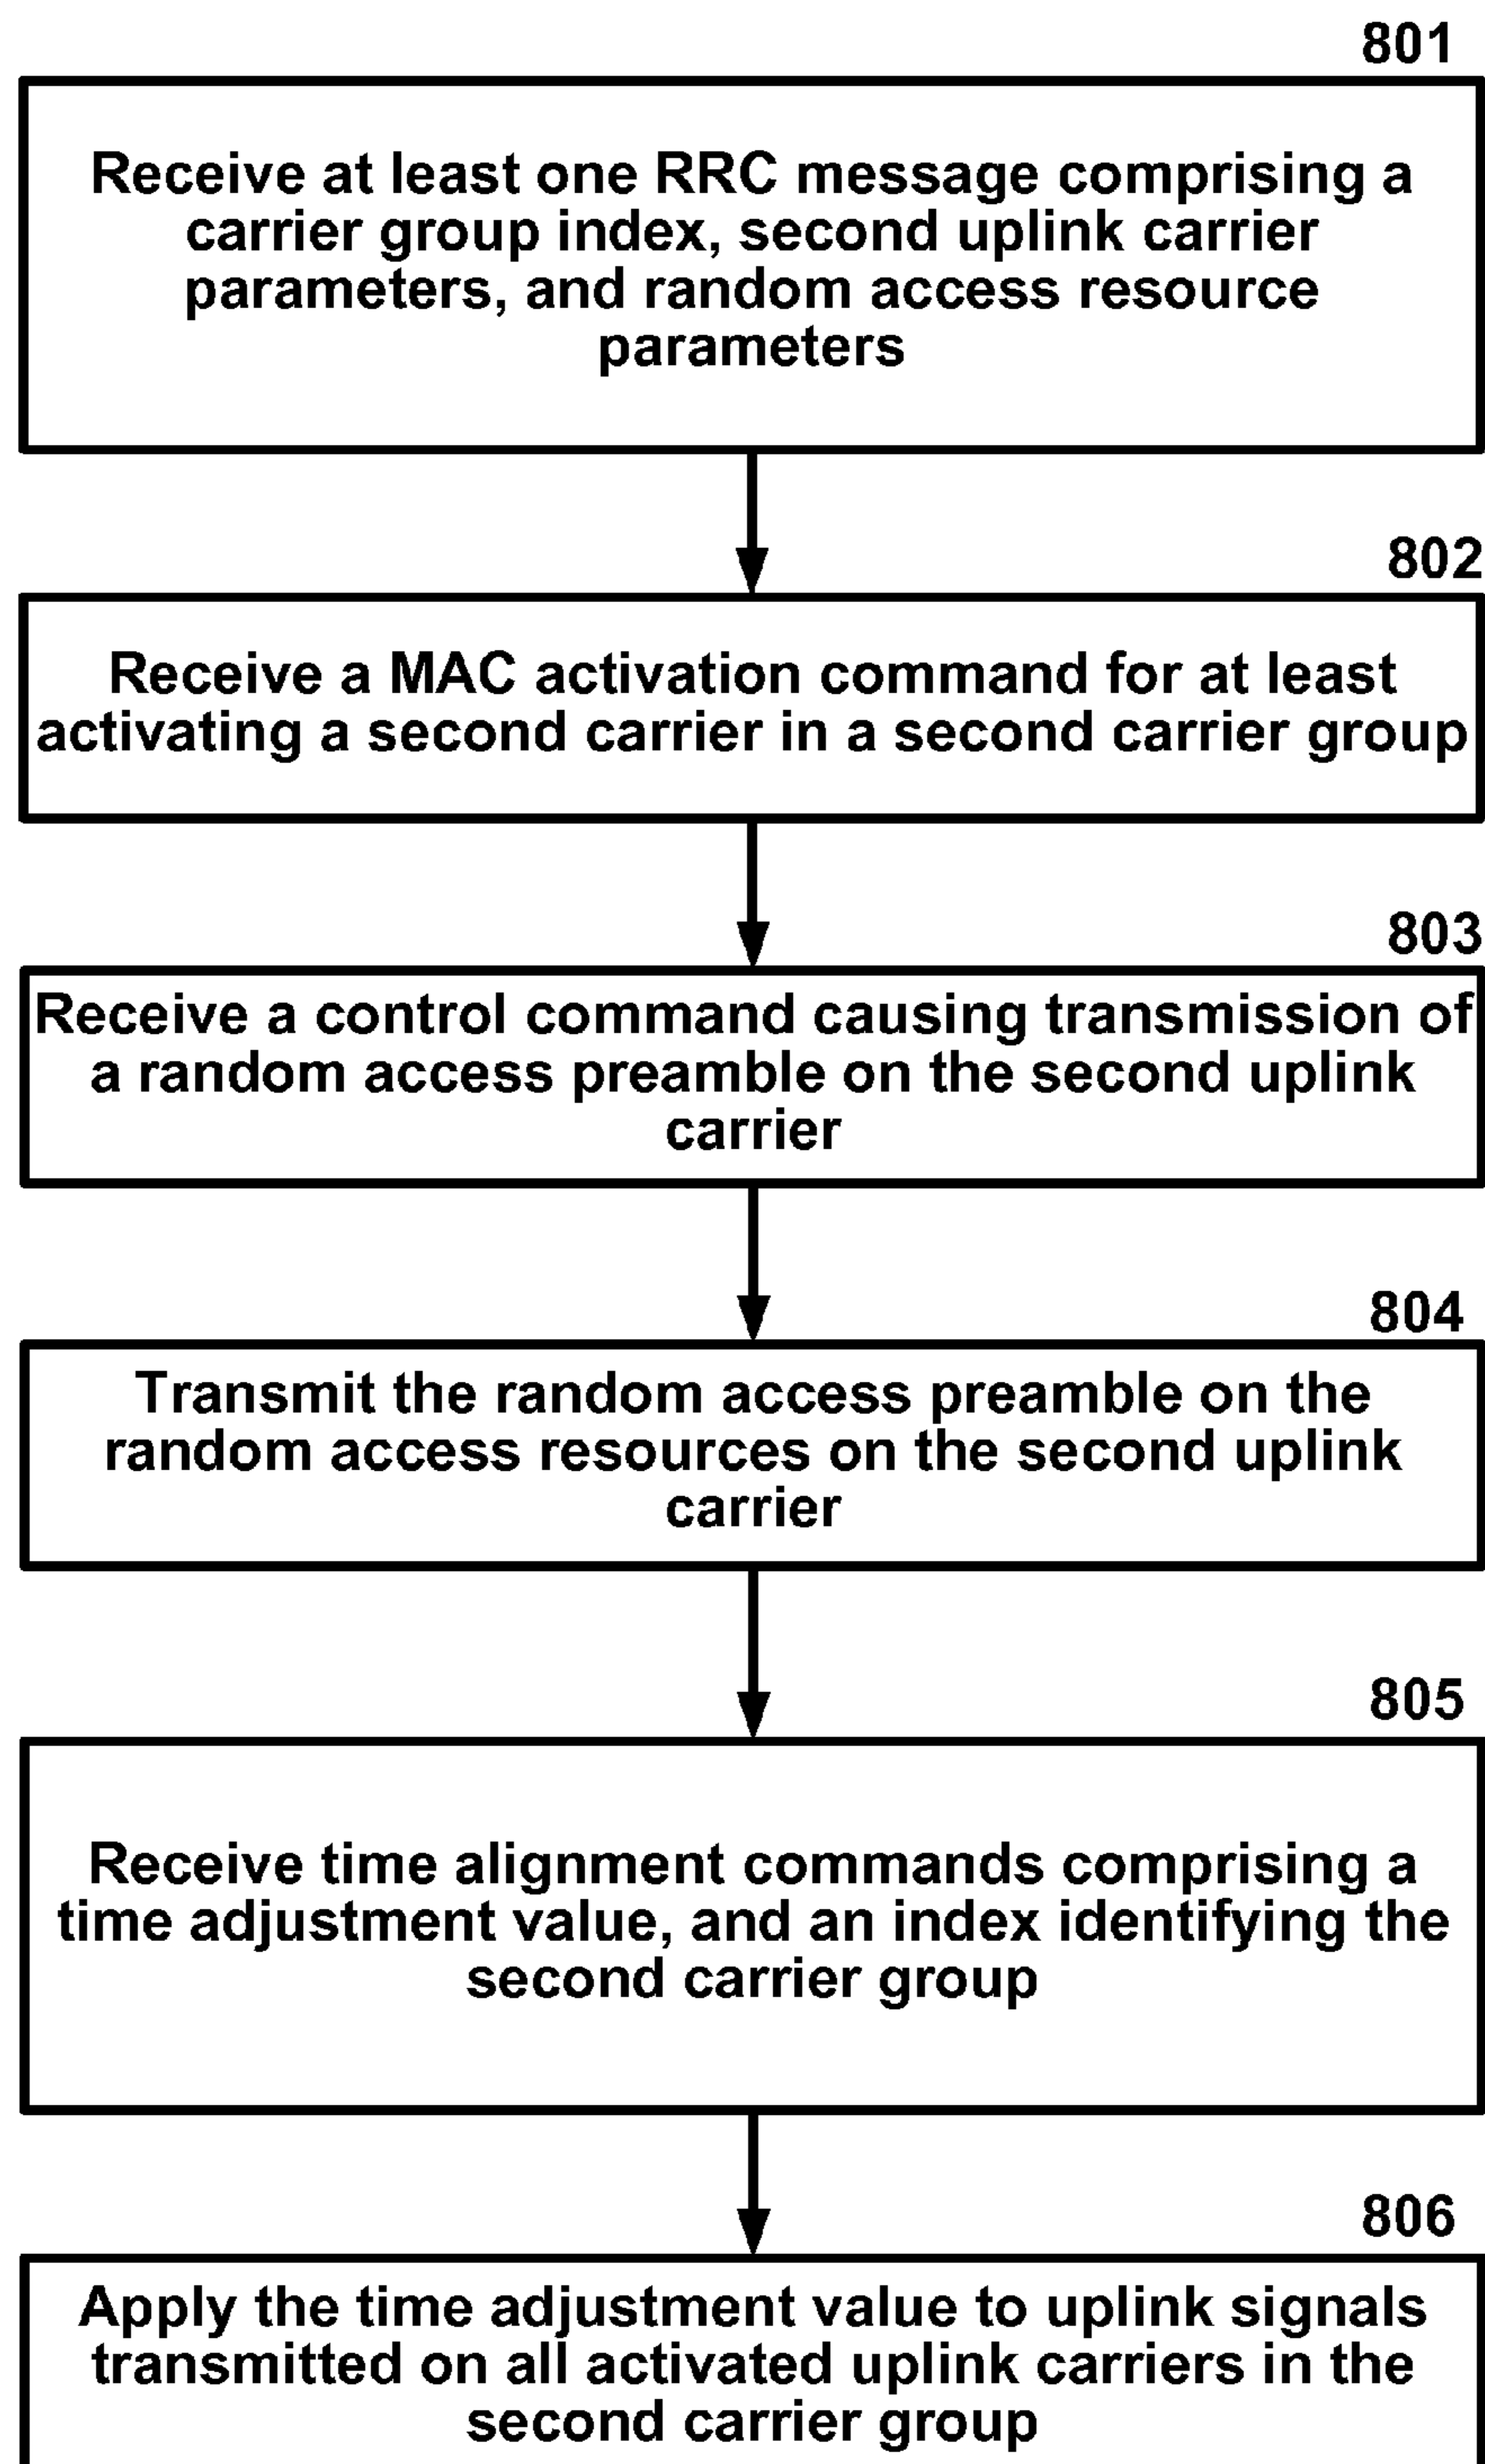 801
Receive at least one RRC message comprising a
carrier group index, second uplink carrier
parameters, and random access resource
parameters
802
Receive a MAC activation command for at least
activating a second carrier in a second carrier group
803
Receive a control command causing transmission of
a random access preamble on the second uplink
carrier
804
Transmit the random access preamble on the
random access resources on the second uplink
carrier
805
Receive time alignment commands comprising a
time adjustment value, and an index identifying the
second carrier group
806
Apply the time adjustment value to uplink signals
transmitted on all activated uplink carriers in the
second carrier group